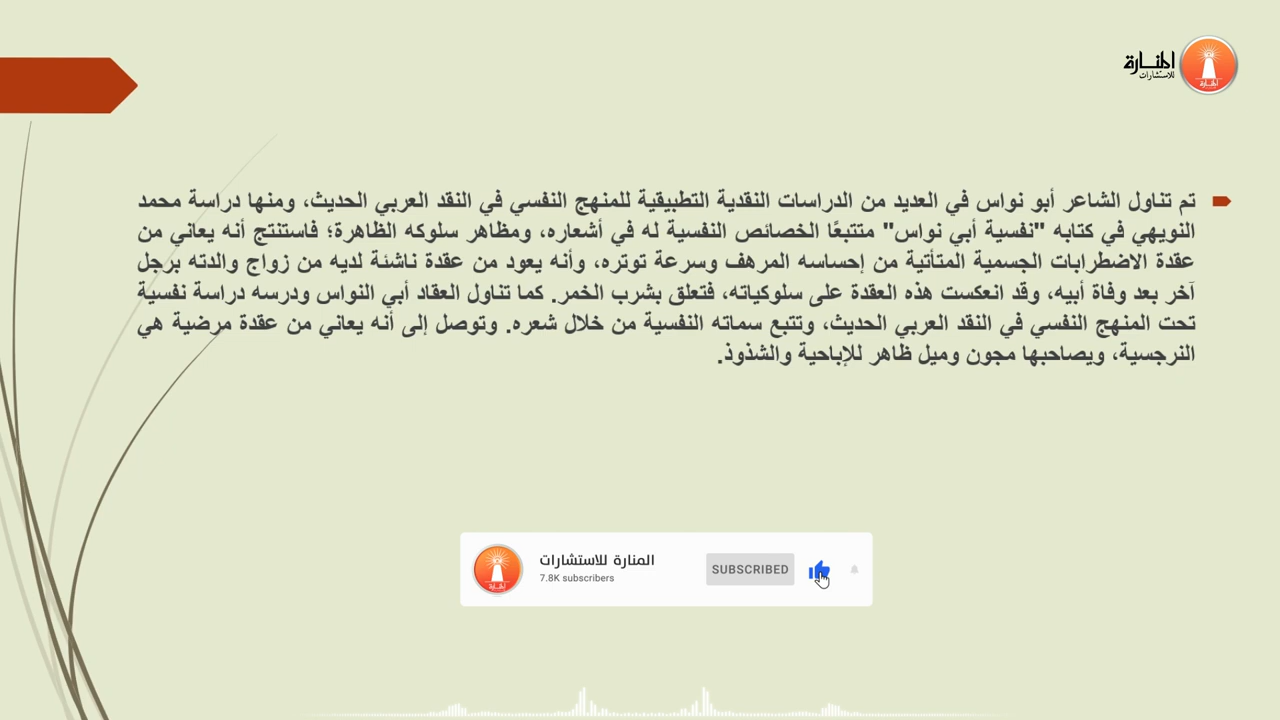 المنارة
للاستشارات
تم تناول الشاعر أبو نواس في العديد من الدراسات النقدية التطبيقية للمنهج النفسي في النقد العربي الحديث، ومنها دراسة محمد
النويهي في كتابه "نفسية أبي نواس" متتبعًا الخصائص النفسية له في أشعاره، ومظاهر سلوكه الظاهرة؛ فاستنتج أنه يعاني من
عقدة الاضطرابات الجسمية المتأتية من إحساسه المرهف وسرعة توتره، وأنه يعود من عقدة ناشئة لديه من زواج والدته برجل
آخر بعد وفاة أبيه، وقد انعكست هذه العقدة على سلوكياته، فتعلق بشرب الخمر. كما تناول العقاد أبي النواس ودرسه دراسة نفسية
تحت المنهج النفسي في النقد العربي الحديث، وتتبع سماته النفسية من خلال شعره. وتوصل إلى أنه يعاني من عقدة مرضية هي
النرجسية، ويصاحبها مجون وميل ظاهر للإباحية والشذوذ.
المنارة للاستشارات
7.8K subscribers
SUBSCRIBED